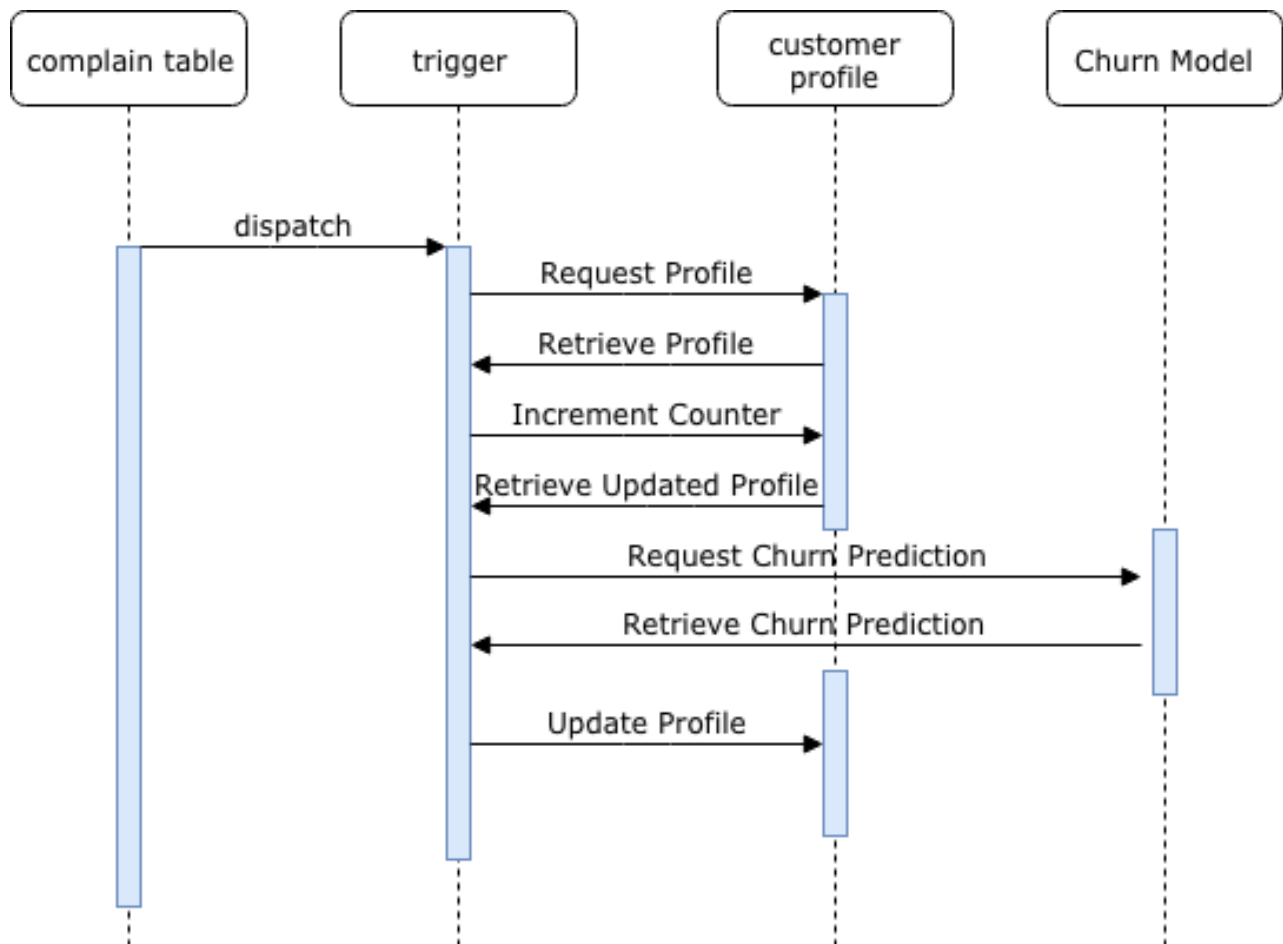 complain table
trigger
customer
profile
Churn Model
dispatch
Request Profile
Retrieve Profile
Increment Counter
Retrieve Updated Profile
Request Churn Prediction
Retrieve Churn Prediction
Update Profile